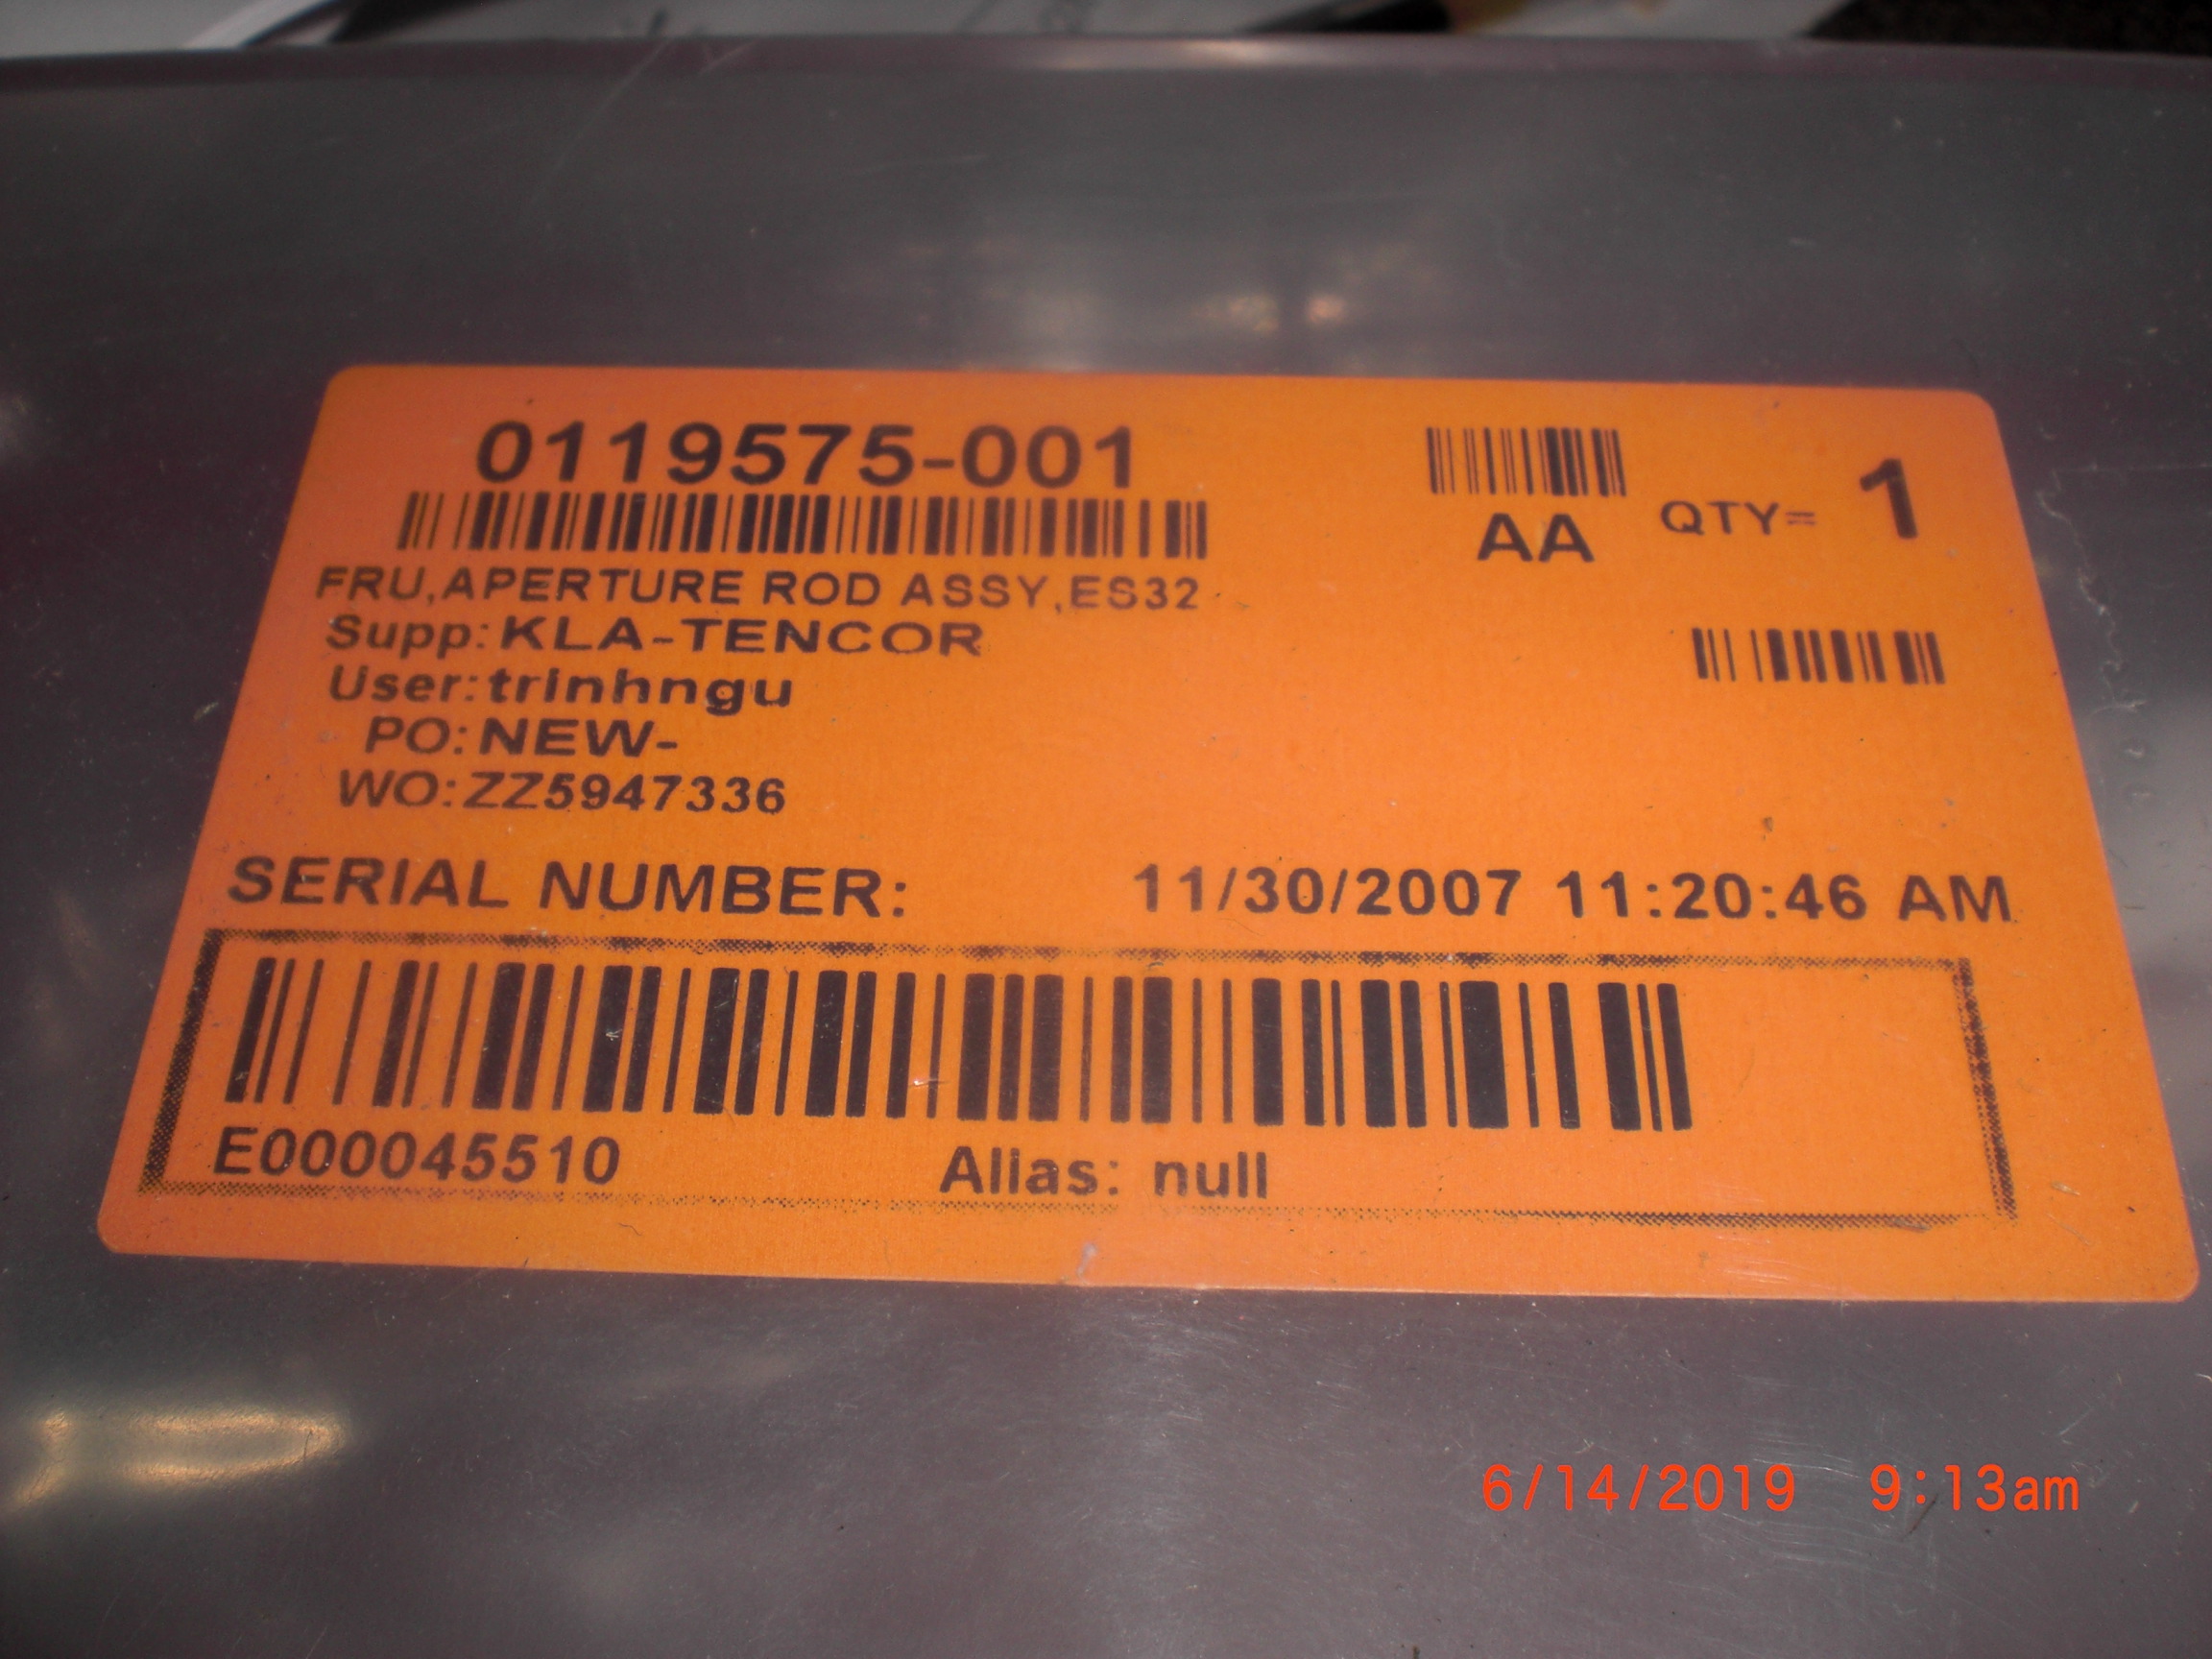 0119575-001
AA QTY= 1
FRU,APERTURE ROD ASSY,ES32
Supp: KLA-TENCOR
User: trinhngu
PO: NEW-
WO: ZZ5947336
SERIAL NUMBER: 11/30/2007 11:20:46 AM
E000045510 Alias: null
6/14/2019 9:13am